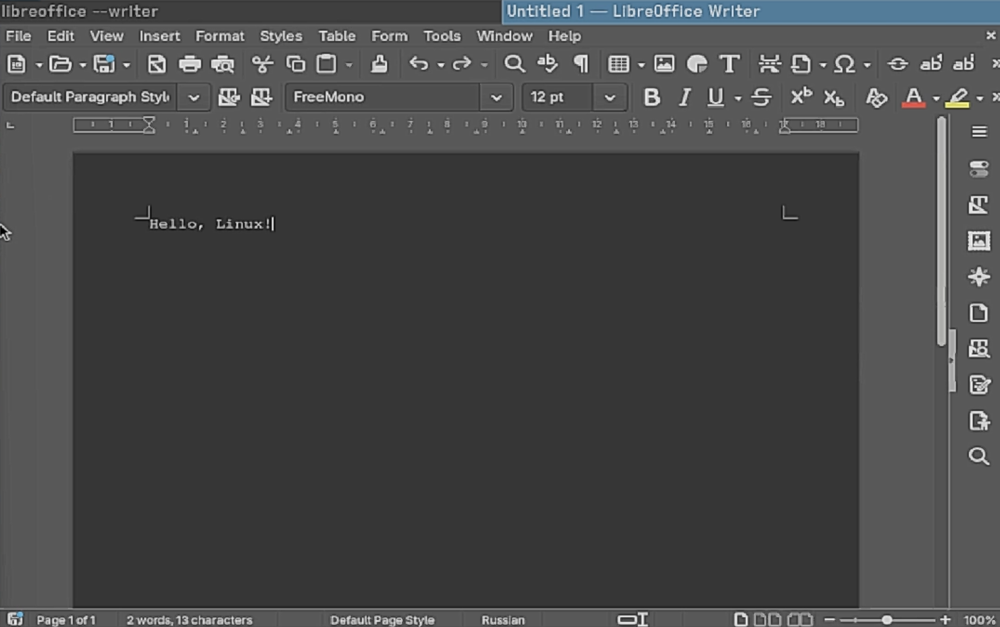 libreoffice --writer
Untitled 1 — LibreOffice Writer
File Edit View Insert Format Styles Table Form Tools Window Help
Default Paragraph Styl
FreeMono
12 pt
1 1 2 3 4 5 6 7 8 9 10 11 12 13 14 15 16 17 18
Hello, Linux!
Page 1 of 1
2 words, 13 characters
Default Page Style
Russian
100%